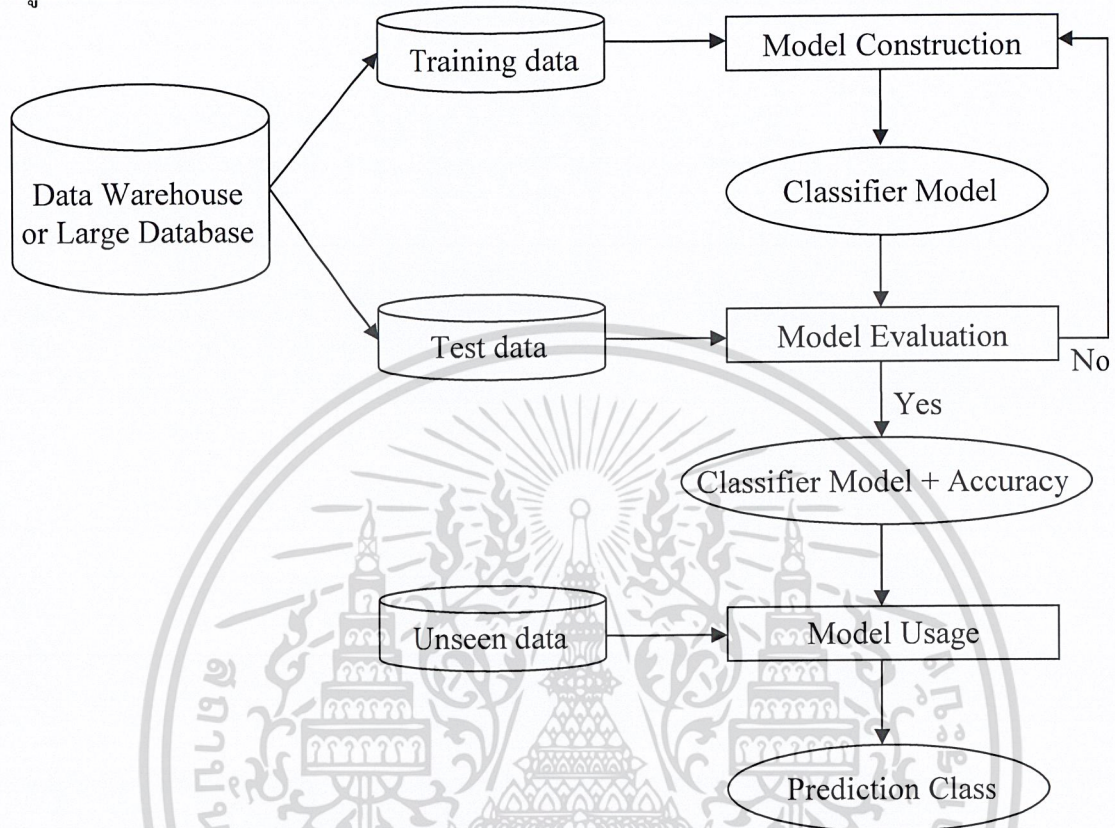 Training data
Model Construction
Data Warehouse
or Large Database
Classifier Model
Test data
Model Evaluation
No
Yes
Classifier Model + Accuracy
Unseen data
Model Usage
Prediction Class